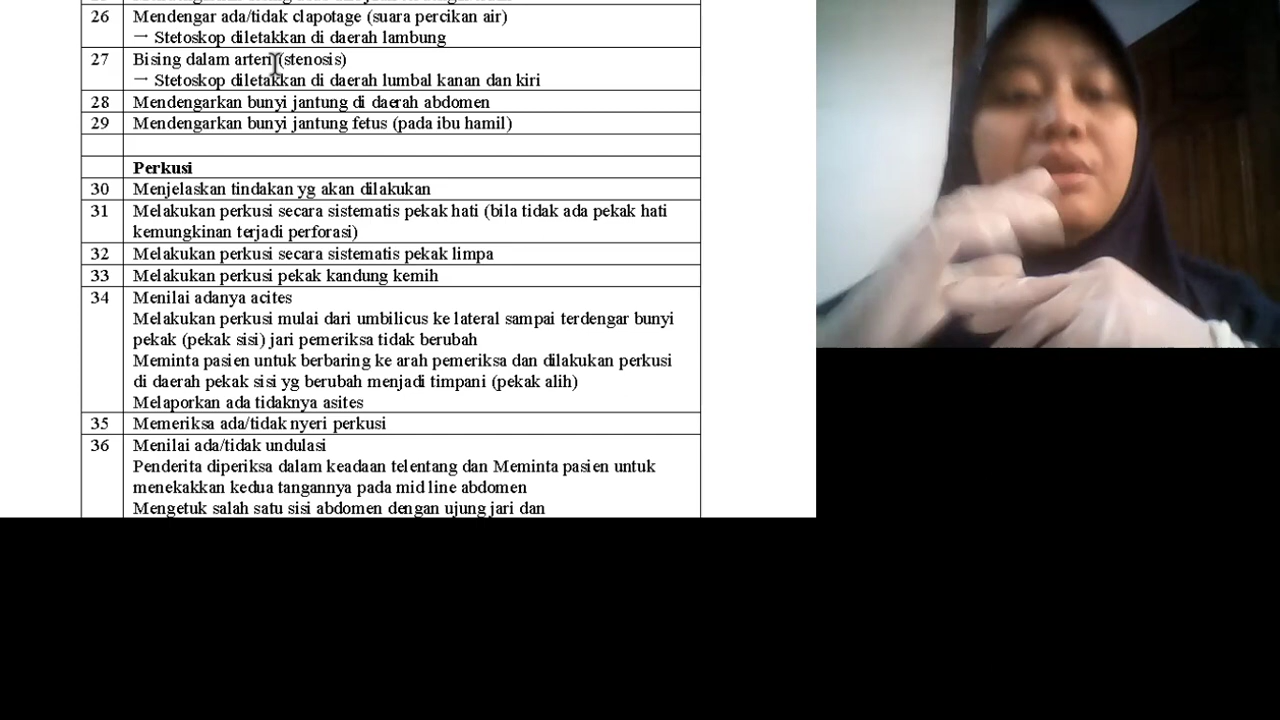 26 Mendengar ada/tidak clapotage (suara percikan air)
→ Stetoskop diletakkan di daerah lambung
27 Bising dalam arteri (stenosis)
→ Stetoskop diletakkan di daerah lumbal kanan dan kiri
28 Mendengarkan bunyi jantung di daerah abdomen
29 Mendengarkan bunyi jantung fetus (pada ibu hamil)
Perkusi
30 Menjelaskan tindakan yg akan dilakukan
31 Melakukan perkusi secara sistematis pekak hati (bila tidak ada pekak hati
kemungkinan terjadi perforasi)
32 Melakukan perkusi secara sistematis pekak limpa
33 Melakukan perkusi pekak kandung kemih
34 Menilai adanya acites
Melakukan perkusi mulai dari umbilicus ke lateral sampai terdengar bunyi
pekak (pekak sisi) jari pemeriksa tidak berubah
Meminta pasien untuk berbaring ke arah pemeriksa dan dilakukan perkusi
di daerah pekak sisi yg berubah menjadi timpani (pekak alih)
Melaporkan ada tidaknya asites
35 Memeriksa ada/tidak nyeri perkusi
36 Menilai ada/tidak undulasi
Penderita diperiksa dalam keadaan telentang dan Meminta pasien untuk
menekakkan kedua tangannya pada mid line abdomen
Mengetuk salah satu sisi abdomen dengan ujung jari dan